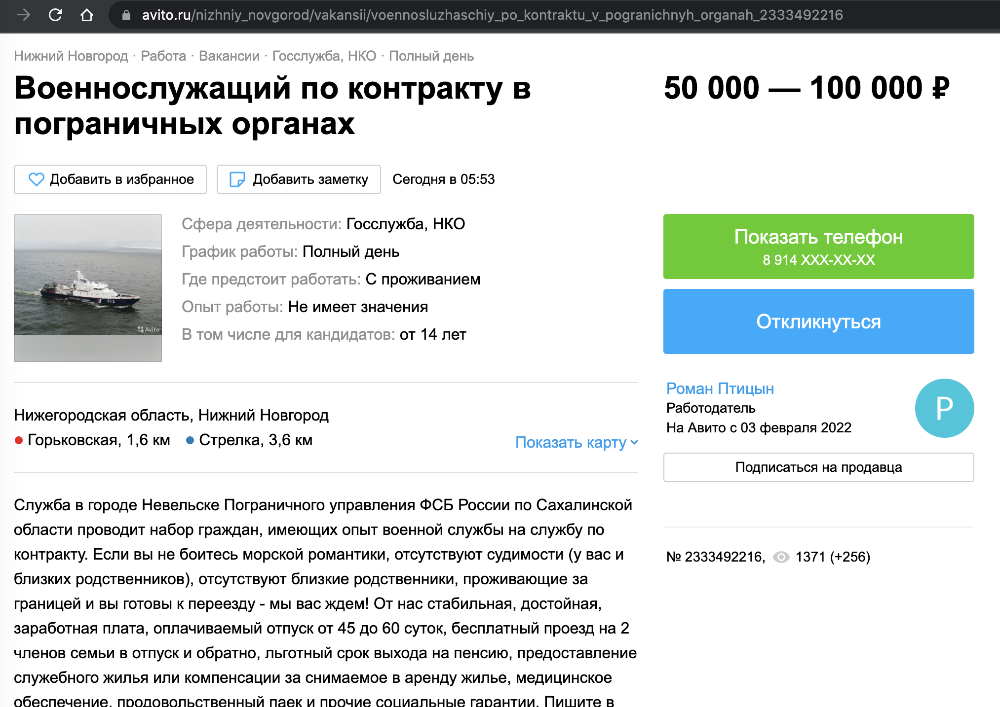 avito.ru/nizhniy_novgorod/vakansii/voennosluzhaschiy_po_kontraktu_v_pogranichnyh_organah_2333492216
Нижний Новгород · Работа · Вакансии · Госслужба, НКО · Полный день
Военнослужащий по контракту в
пограничных органах
50 000 — 100 000 ₽
Добавить в избранное
Добавить заметку
Сегодня в 05:53
313
Avito
Сфера деятельности: Госслужба, НКО
График работы: Полный день
Где предстоит работать: С проживанием
Опыт работы: Не имеет значения
В том числе для кандидатов: от 14 лет
Показать телефон
8 914 XXX-XX-XX
Откликнуться
Роман Птицын
Работодатель
На Авито с 03 февраля 2022
Р
Подписаться на продавца
№ 2333492216, 1371 (+256)
Нижегородская область, Нижний Новгород
Горьковская, 1,6 км Стрелка, 3,6 км
Показать карту
Служба в городе Невельске Пограничного управления ФСБ России по Сахалинской
области проводит набор граждан, имеющих опыт военной службы на службу по
контракту. Если вы не боитесь морской романтики, отсутствуют судимости (у вас и
близких родственников), отсутствуют близкие родственники, проживающие за
границей и вы готовы к переезду - мы вас ждем! От нас стабильная, достойная,
заработная плата, оплачиваемый отпуск от 45 до 60 суток, бесплатный проезд на 2
членов семьи в отпуск и обратно, льготный срок выхода на пенсию, предоставление
служебного жилья или компенсации за снимаемое в аренду жилье, медицинское
обеспечение, продовольственный паек и прочие социальные гарантии. Пишите в